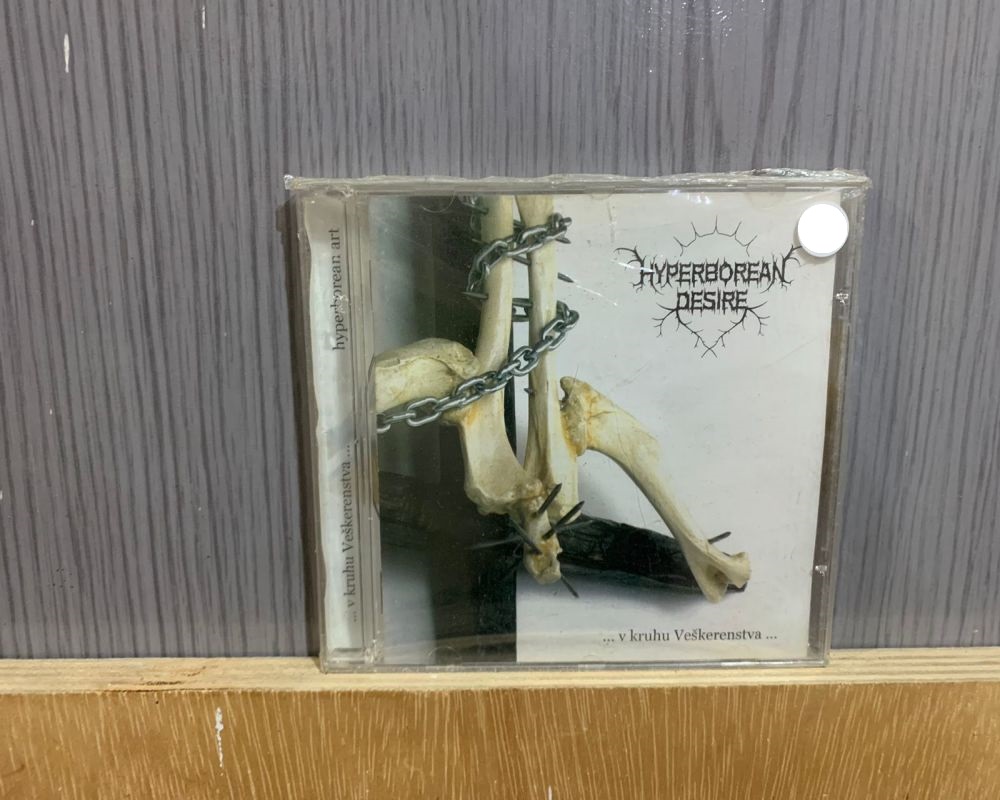 hyperborean art
... v kruhu Veškerenstva ...
HYPERBOREAN
DESIRE
... v kruhu Veškerenstva ...